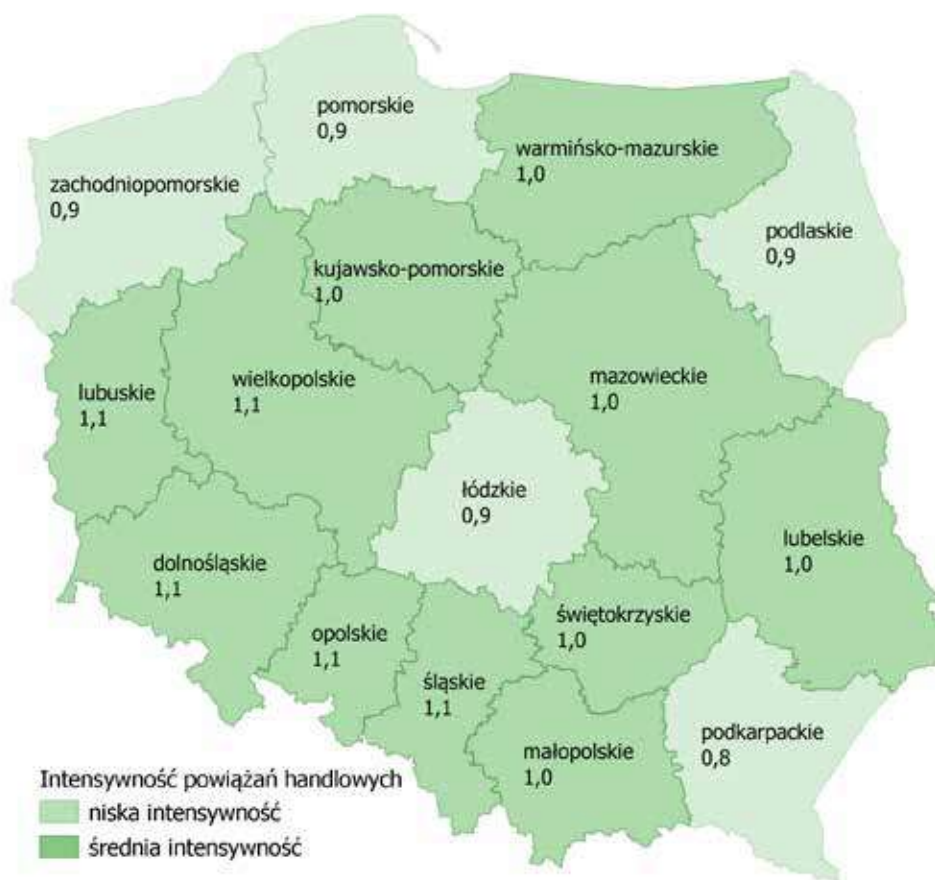 pomorskie
0,9
warmińsko-mazurskie
1,0
zachodniopomorskie
0,9
podlaskie
0,9
kujawsko-pomorskie
1,0
lubuskie
1,1
wielkopolskie
1,1
mazowieckie
1,0
łódzkie
0,9
lubelskie
1,0
dolnośląskie
1,1
opolskie
1,1
świętokrzyskie
1,0
śląskie
1,1
podkarpackie
0,8
małopolskie
1,0
Intensywność powiązań handlowych
niska intensywność
średnia intensywność